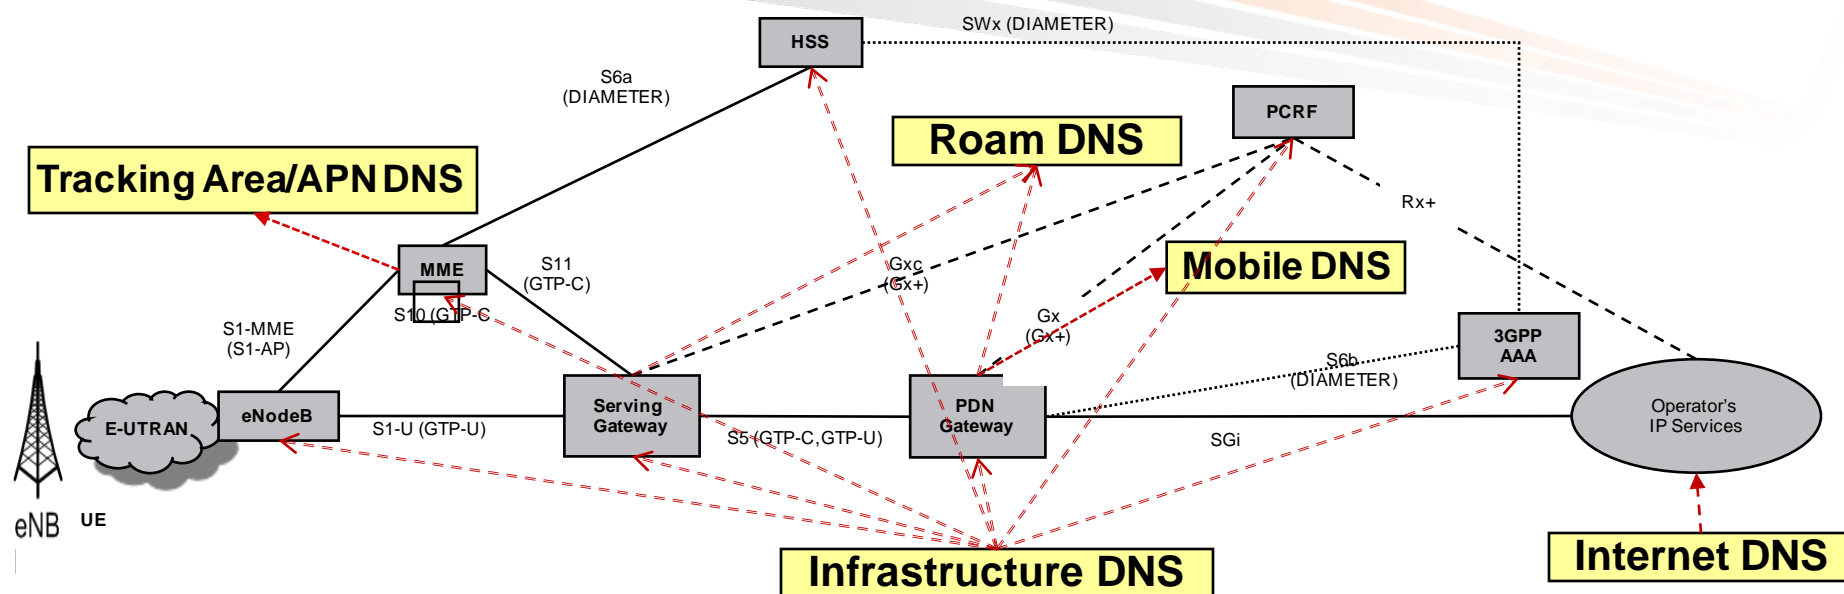 SWx (DIAMETER)
HSS
S6a
(DIAMETER)
PCRF
Roam DNS
Tracking Area/APN DNS
Rx+
MME
S11
(GTP-C)
Gxc
(Gx+)
Mobile DNS
S10 (GTP-C
S1-MME
(S1-AP)
Gx
(Gx+)
3GPP
AAA
S6b
(DIAMETER)
E-UTRAN
eNodeB
S1-U (GTP-U)
Serving
Gateway
S5 (GTP-C,GTP-U)
PDN
Gateway
SGi
Operator's
IP Services
eNB
UE
Infrastructure DNS
Internet DNS